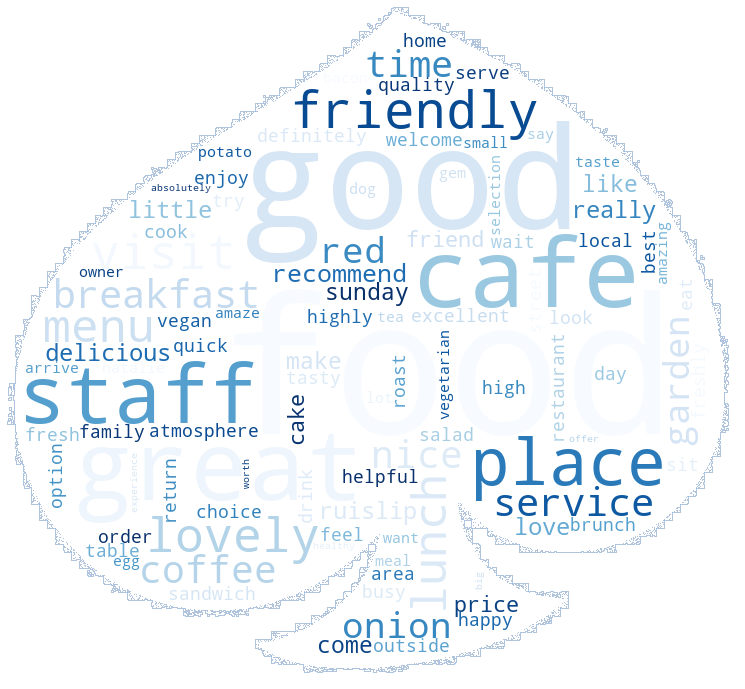 home
time
serve
quality
friendly
definitely
welcome
small
say
potato
good
taste
absolutely
enjoy
dog
gem
selection
like
try
little
really
cook
friend
wait
local
best
visit
red
cafe
amazing
owner
recommend
breakfast
sunday
eat
menu
amaze
highly
tea
excellent
look
street
vegan
food
delicious
quick
make
garden
arrive
tasty
roast
vegetarian
high
day
restaurant
freshly
staff
lot
cake
fresh
family
atmosphere
salad
offer
great
nice
place
sit
option
experience
return
worth
helpful
drink
lunch
service
choice
ruislip
love
brunch
order
lovely
feel
want
table
egg
coffee
healthy
meal
area
sandwich
busy
big
price
onion
happy
come
outside